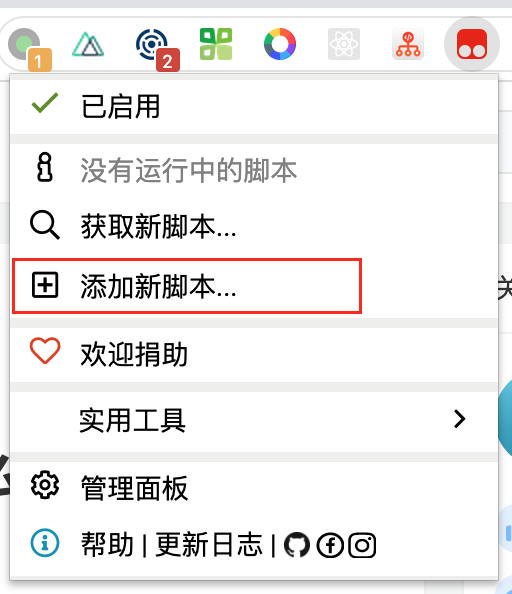 1
2
已启用
没有运行中的脚本
获取新脚本...
添加新脚本...
欢迎捐助
实用工具
管理面板
帮助 | 更新日志 |